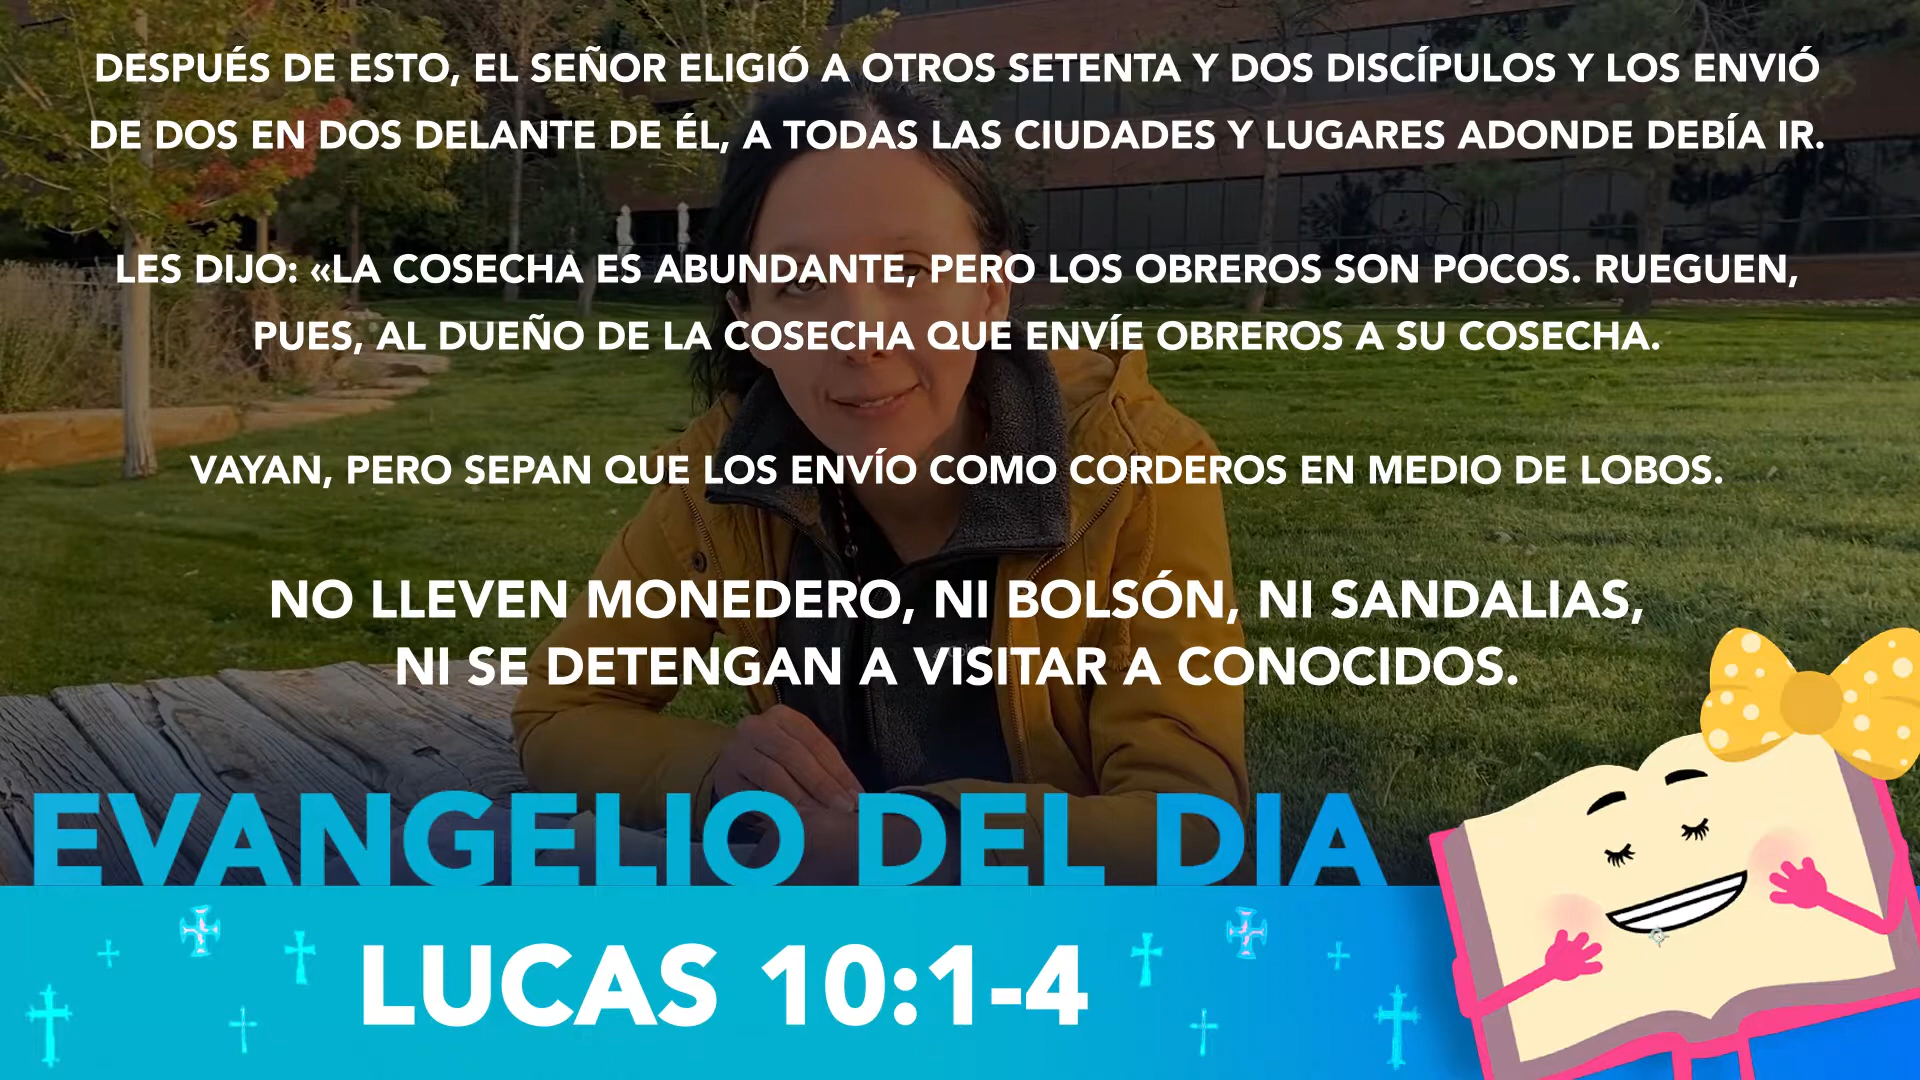 DESPUÉS DE ESTO, EL SEÑOR ELIGIÓ A OTROS SETENTA Y DOS DISCÍPULOS Y LOS ENVIÓ
DE DOS EN DOS DELANTE DE ÉL, A TODAS LAS CIUDADES Y LUGARES ADONDE DEBÍA IR.
LES DIJO: «LA COSECHA ES ABUNDANTE, PERO LOS OBREROS SON POCOS. RUEGUEN,
PUES, AL DUEÑO DE LA COSECHA QUE ENVÍE OBREROS A SU COSECHA.
VAYAN, PERO SEPAN QUE LOS ENVÍO COMO CORDEROS EN MEDIO DE LOBOS.
NO LLEVEN MONEDERO, NI BOLSÓN, NI SANDALIAS,
NI SE DETENGAN A VISITAR A CONOCIDOS.
EVANGELIO DEL DIA
LUCAS 10:1-4